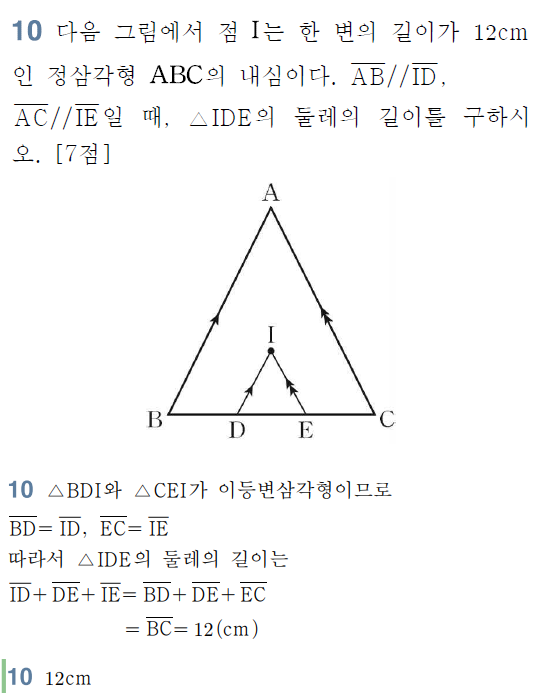 10 다음 그림에서 점 I는 한 변의 길이가 12cm
인 정삼각형 ABC의 내심이다. AB//ID,
AC//IE일 때, △IDE의 둘레의 길이를 구하시
오. [7점]
A
I
B
D
E
C
10 △BDI와 △CEI가 이등변삼각형이므로
BD=ID, EC=IE
따라서 △IDE의 둘레의 길이는
ID+DE+IE=BD+DE+EC
=BC=12(cm)
10 12cm